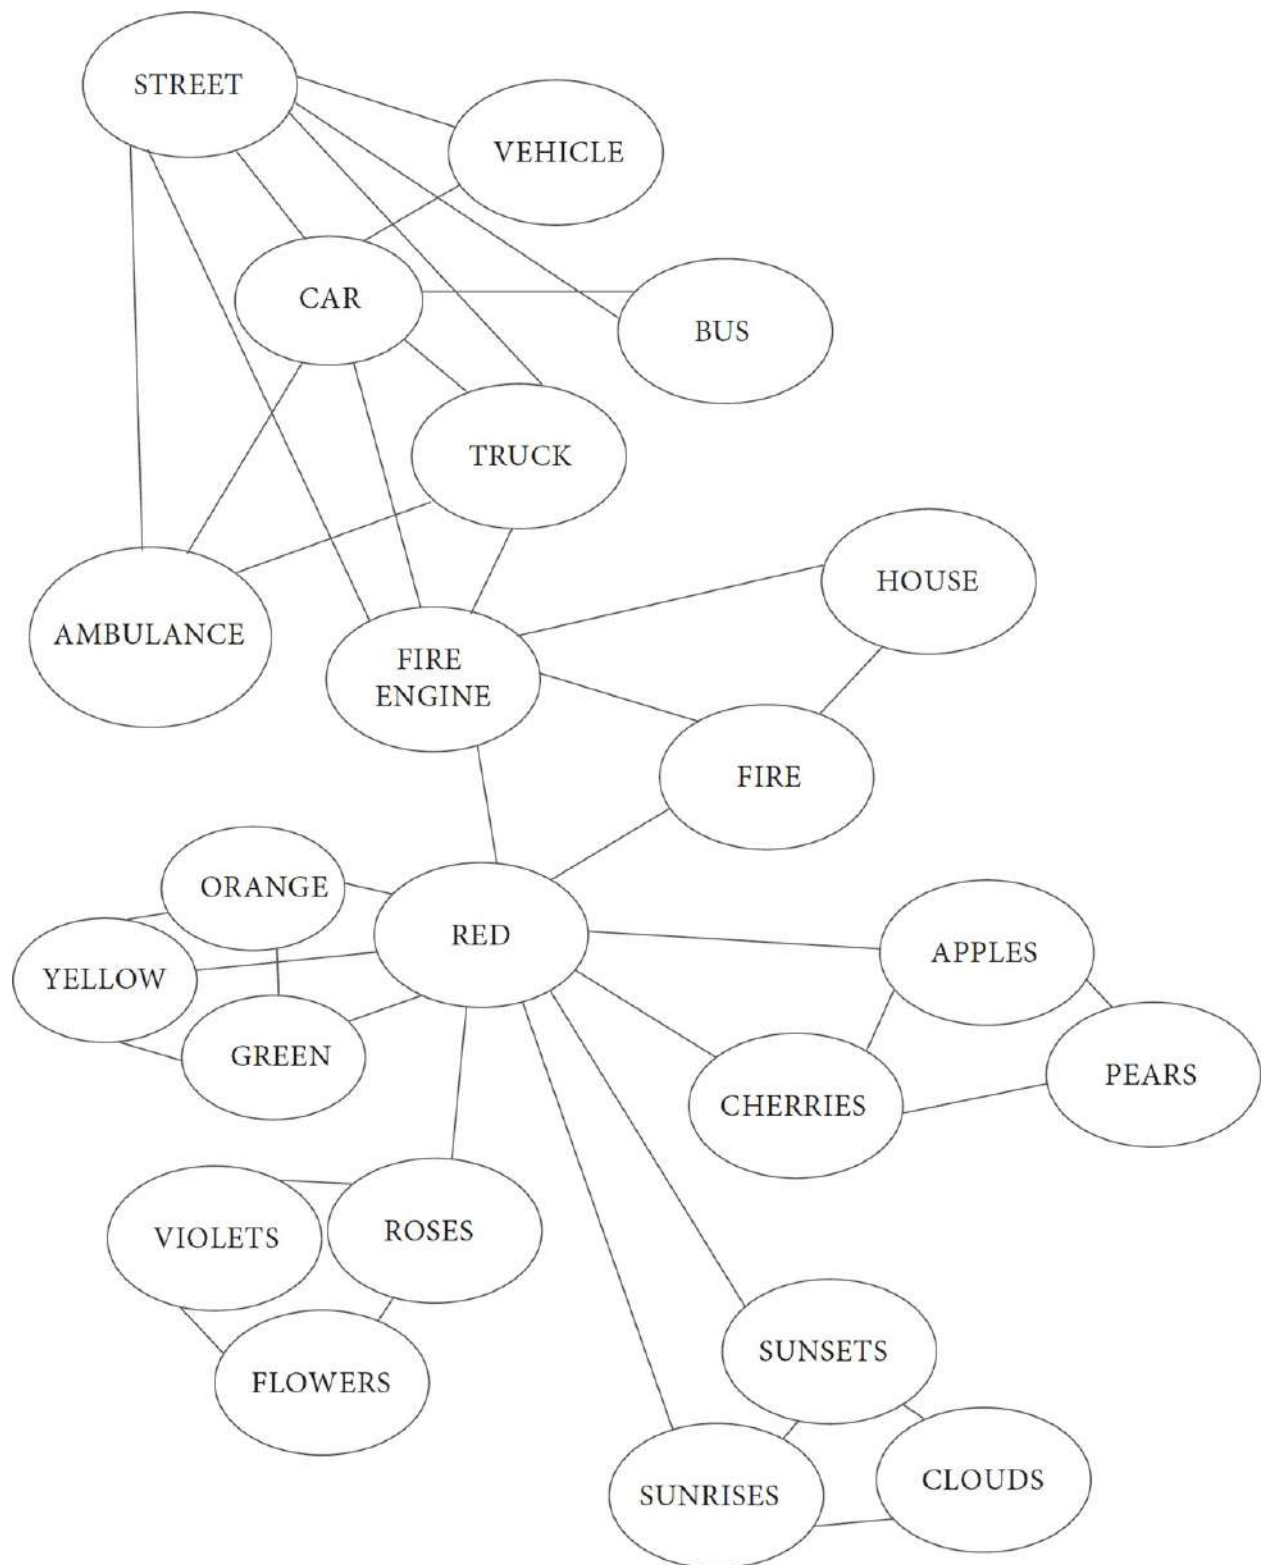 STREET
VEHICLE
CAR
BUS
TRUCK
HOUSE
AMBULANCE
FIRE
ENGINE
FIRE
ORANGE
RED
APPLES
YELLOW
GREEN
PEARS
CHERRIES
VIOLETS
ROSES
SUNSETS
FLOWERS
CLOUDS
SUNRISES